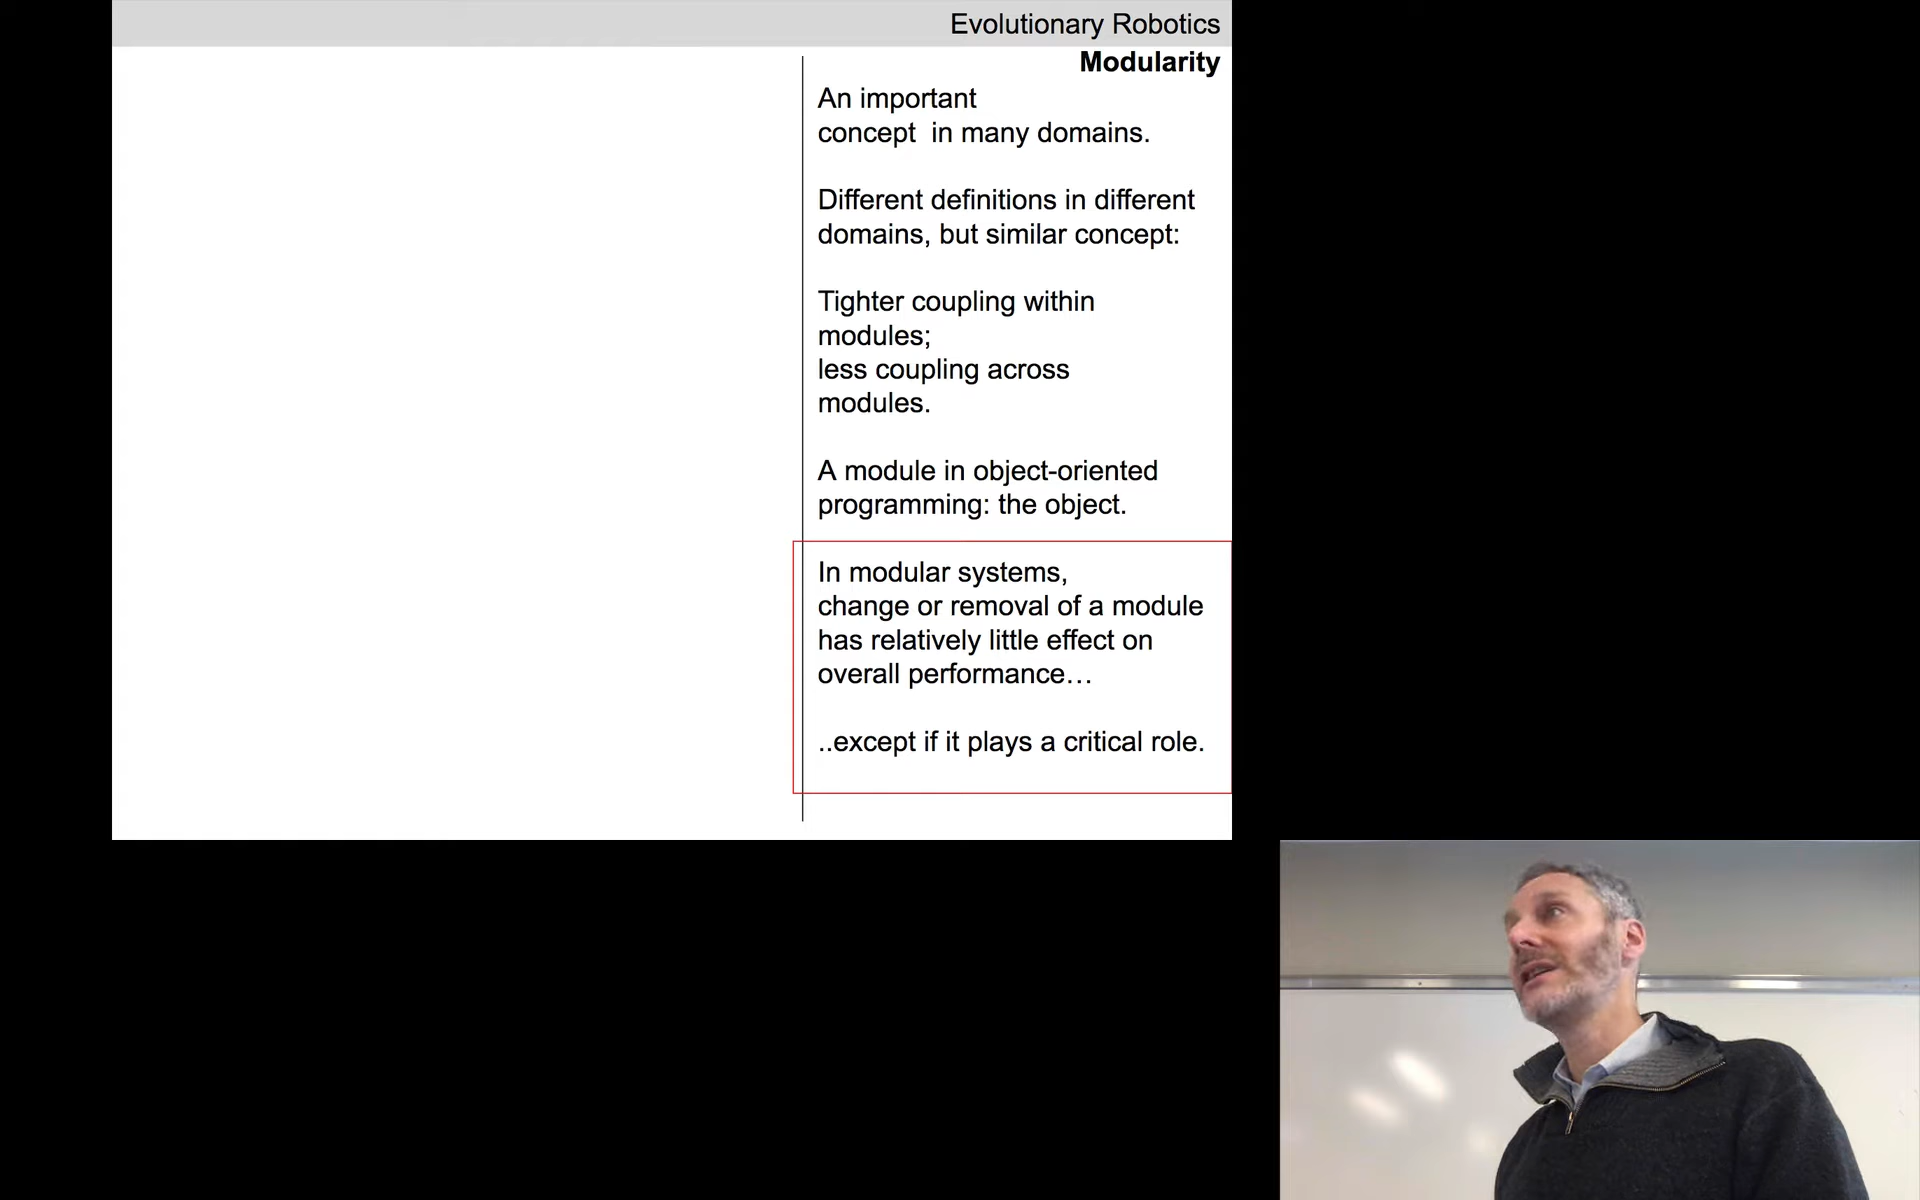 Evolutionary Robotics
Modularity
An important
concept  in many domains.
Different definitions in different
domains, but similar concept:
Tighter coupling within
modules;
less coupling across
modules.
A module in object-oriented
programming: the object.
In modular systems,
change or removal of a module
has relatively little effect on
overall performance…
..except if it plays a critical role.